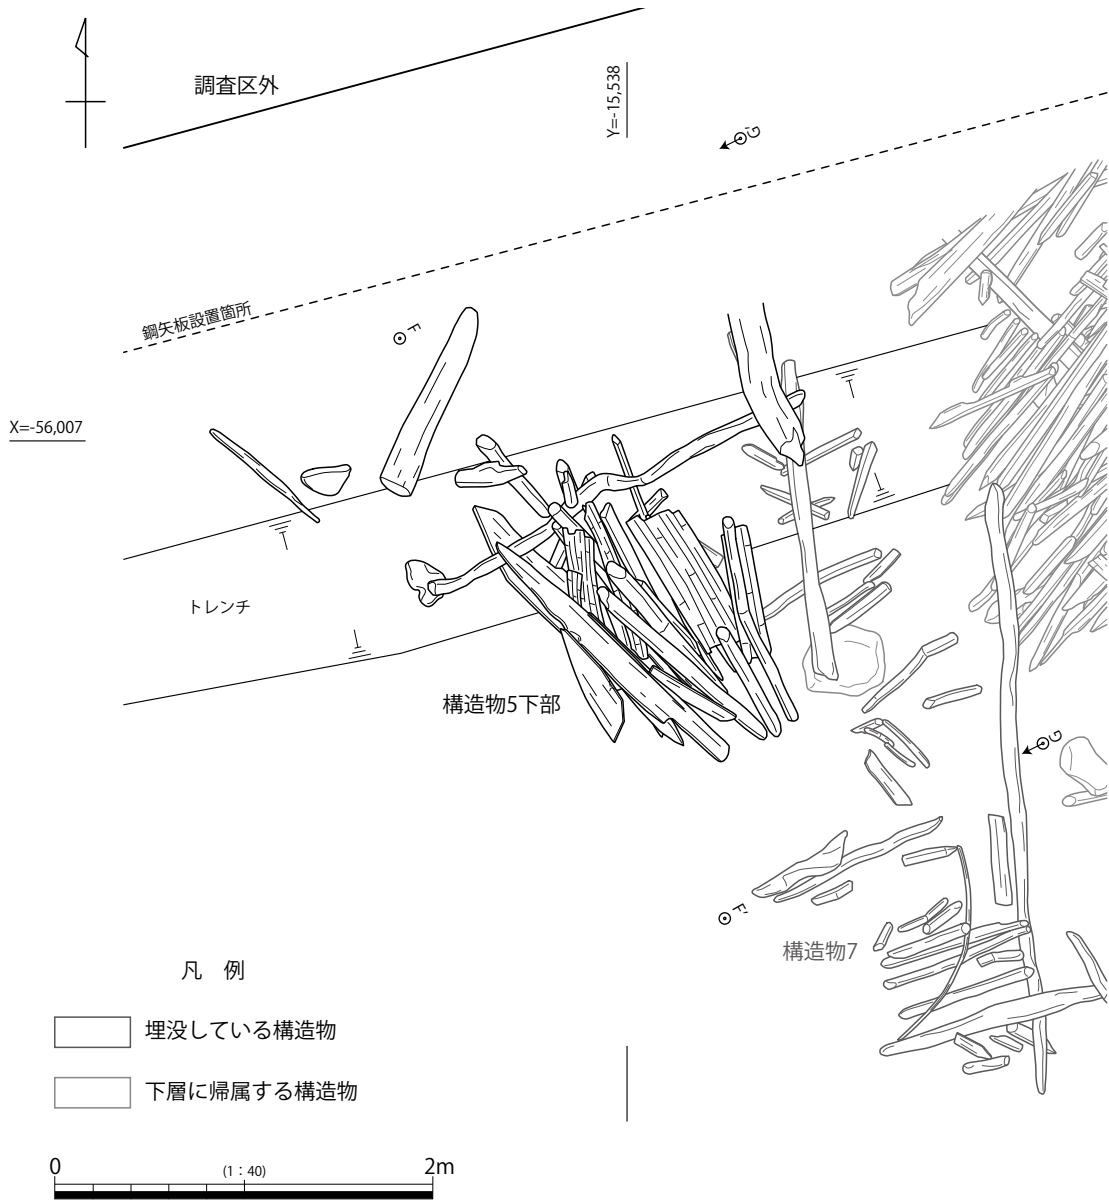 調査区外
Y=-15,538
G'
鋼矢板設置箇所
F
X=-56,007
トレンチ
構造物5下部
G
F'
構造物7
凡 例
埋没している構造物
下層に帰属する構造物
0 (1：40) 2m